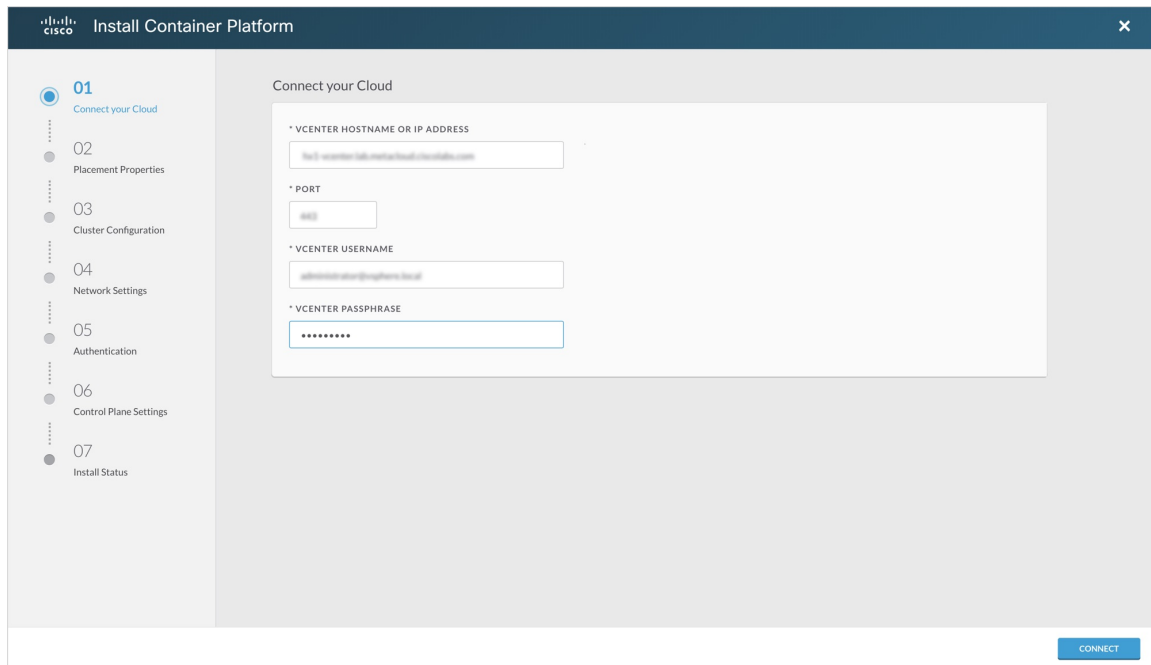 CISCO
Install Container Platform
01
Connect your Cloud
02
Placement Properties
03
Cluster Configuration
04
Network Settings
05
Authentication
06
Control Plane Settings
07
Install Status
Connect your Cloud
* VCENTER HOSTNAME OR IP ADDRESS
* PORT
* VCENTER USERNAME
* VCENTER PASSPHRASE
•••••••••
CONNECT